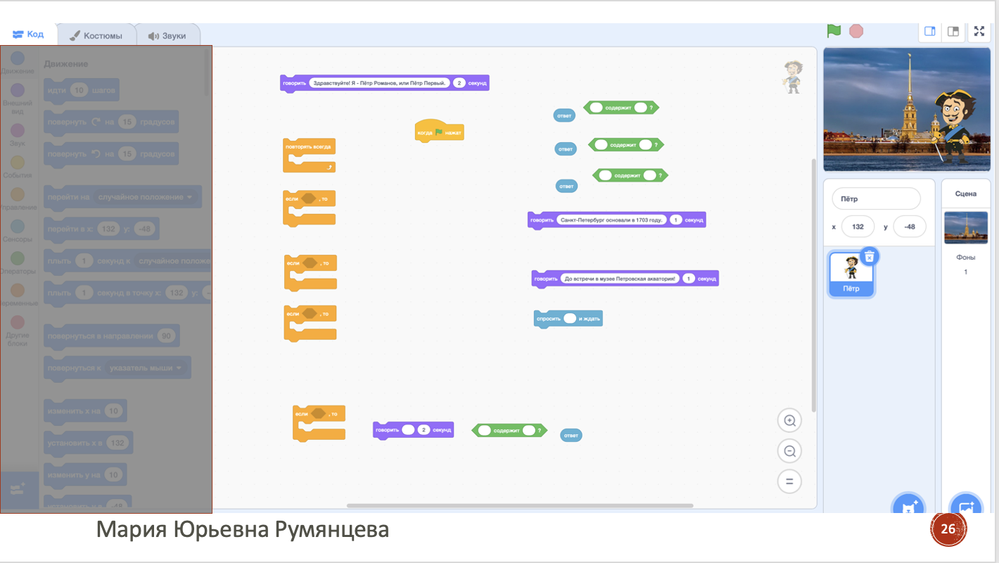 Код
Костюмы
Звуки
Движение
Внешний
вид
Звук
События
Управление
Сенсоры
Операторы
Переменные
Другие
блоки
Движение
идти 10 шагов
повернуть на 15 градусов
повернуть на 15 градусов
перейти на случайное положение
перейти в x: 132 y: -48
плыть 1 секунд к случайное положе
плыть 1 секунд в точку x: 132 y:
повернуться в направлении 90
повернуться к указатель мыши
изменить x на 10
установить x в 132
изменить y на 10
установить y в -48
говорить Здравствуйте! Я - Пётр Романов, или Пётр Первый. 2 секунд
когда нажат
повторять всегда
если , то
если , то
если , то
ответ
содержит ?
ответ
содержит ?
ответ
содержит ?
говорить Санкт-Петербург основали в 1703 году. 1 секунд
говорить До встречи в музее Петровская акватория! 1 секунд
спросить и ждать
если , то
говорить 2 секунд
содержит ?
ответ
Пётр
x 132 y -48
Пётр
Сцена
Фоны
1
Мария Юрьевна Румянцева
26